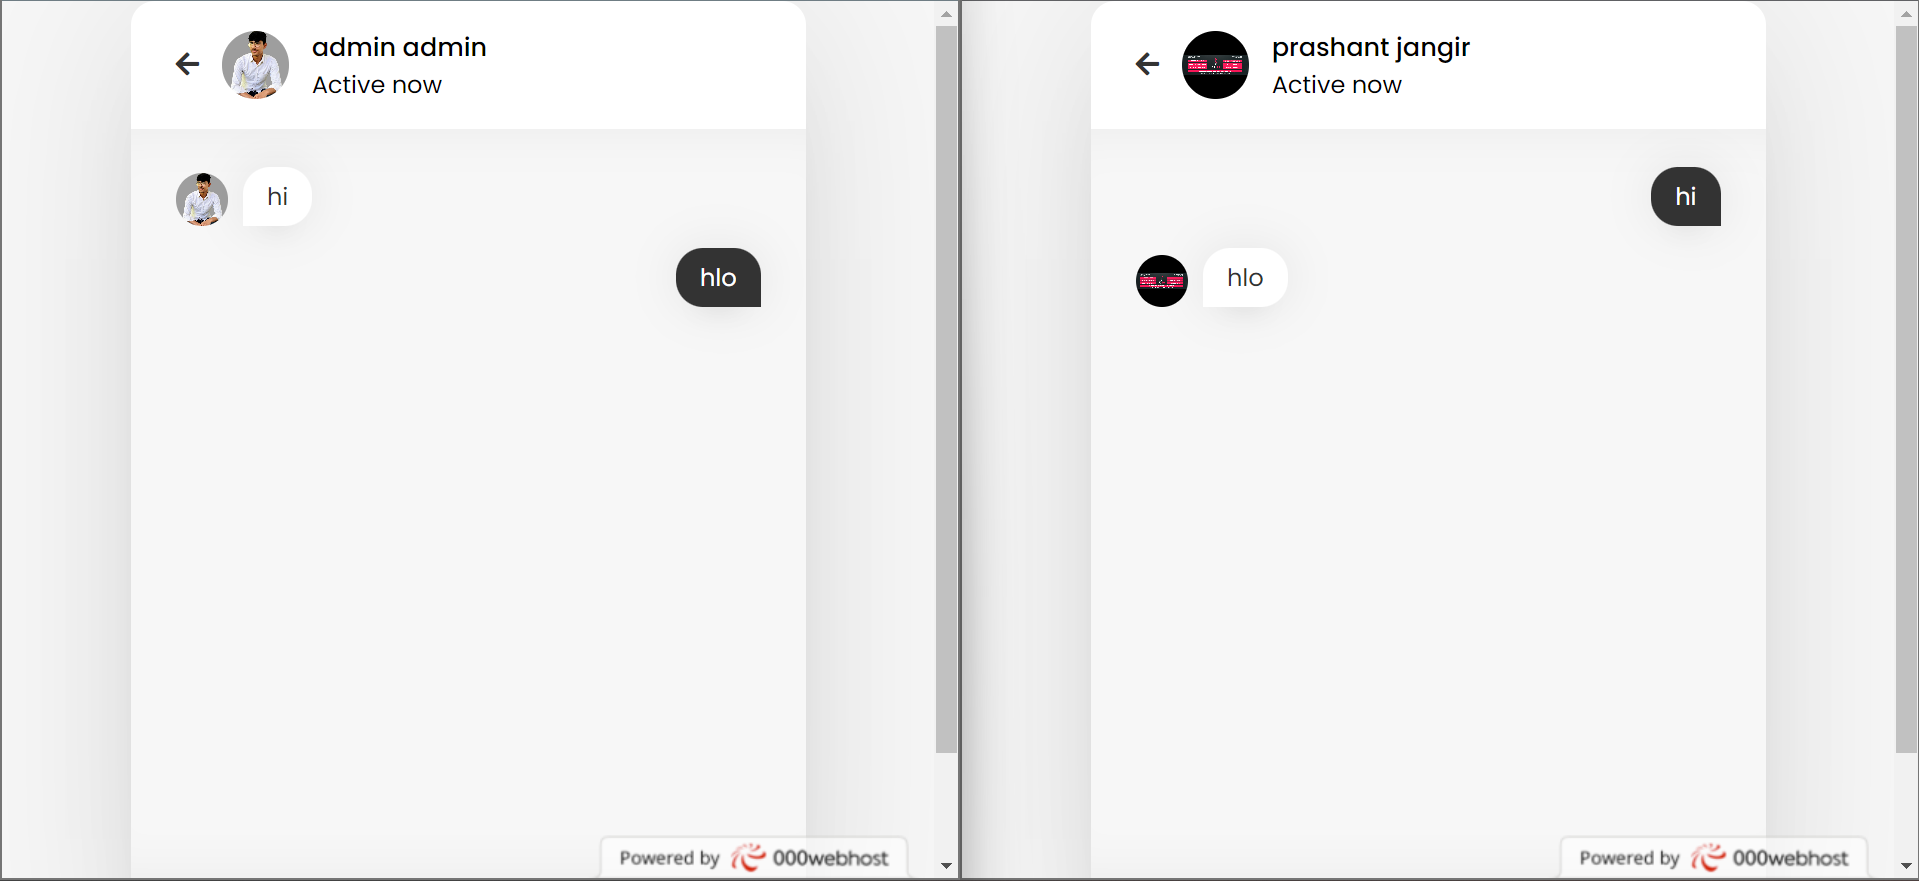 admin admin
Active now
hi
hlo
Powered by 000webhost
prashant jangir
Active now
hi
hlo
Powered by 000webhost